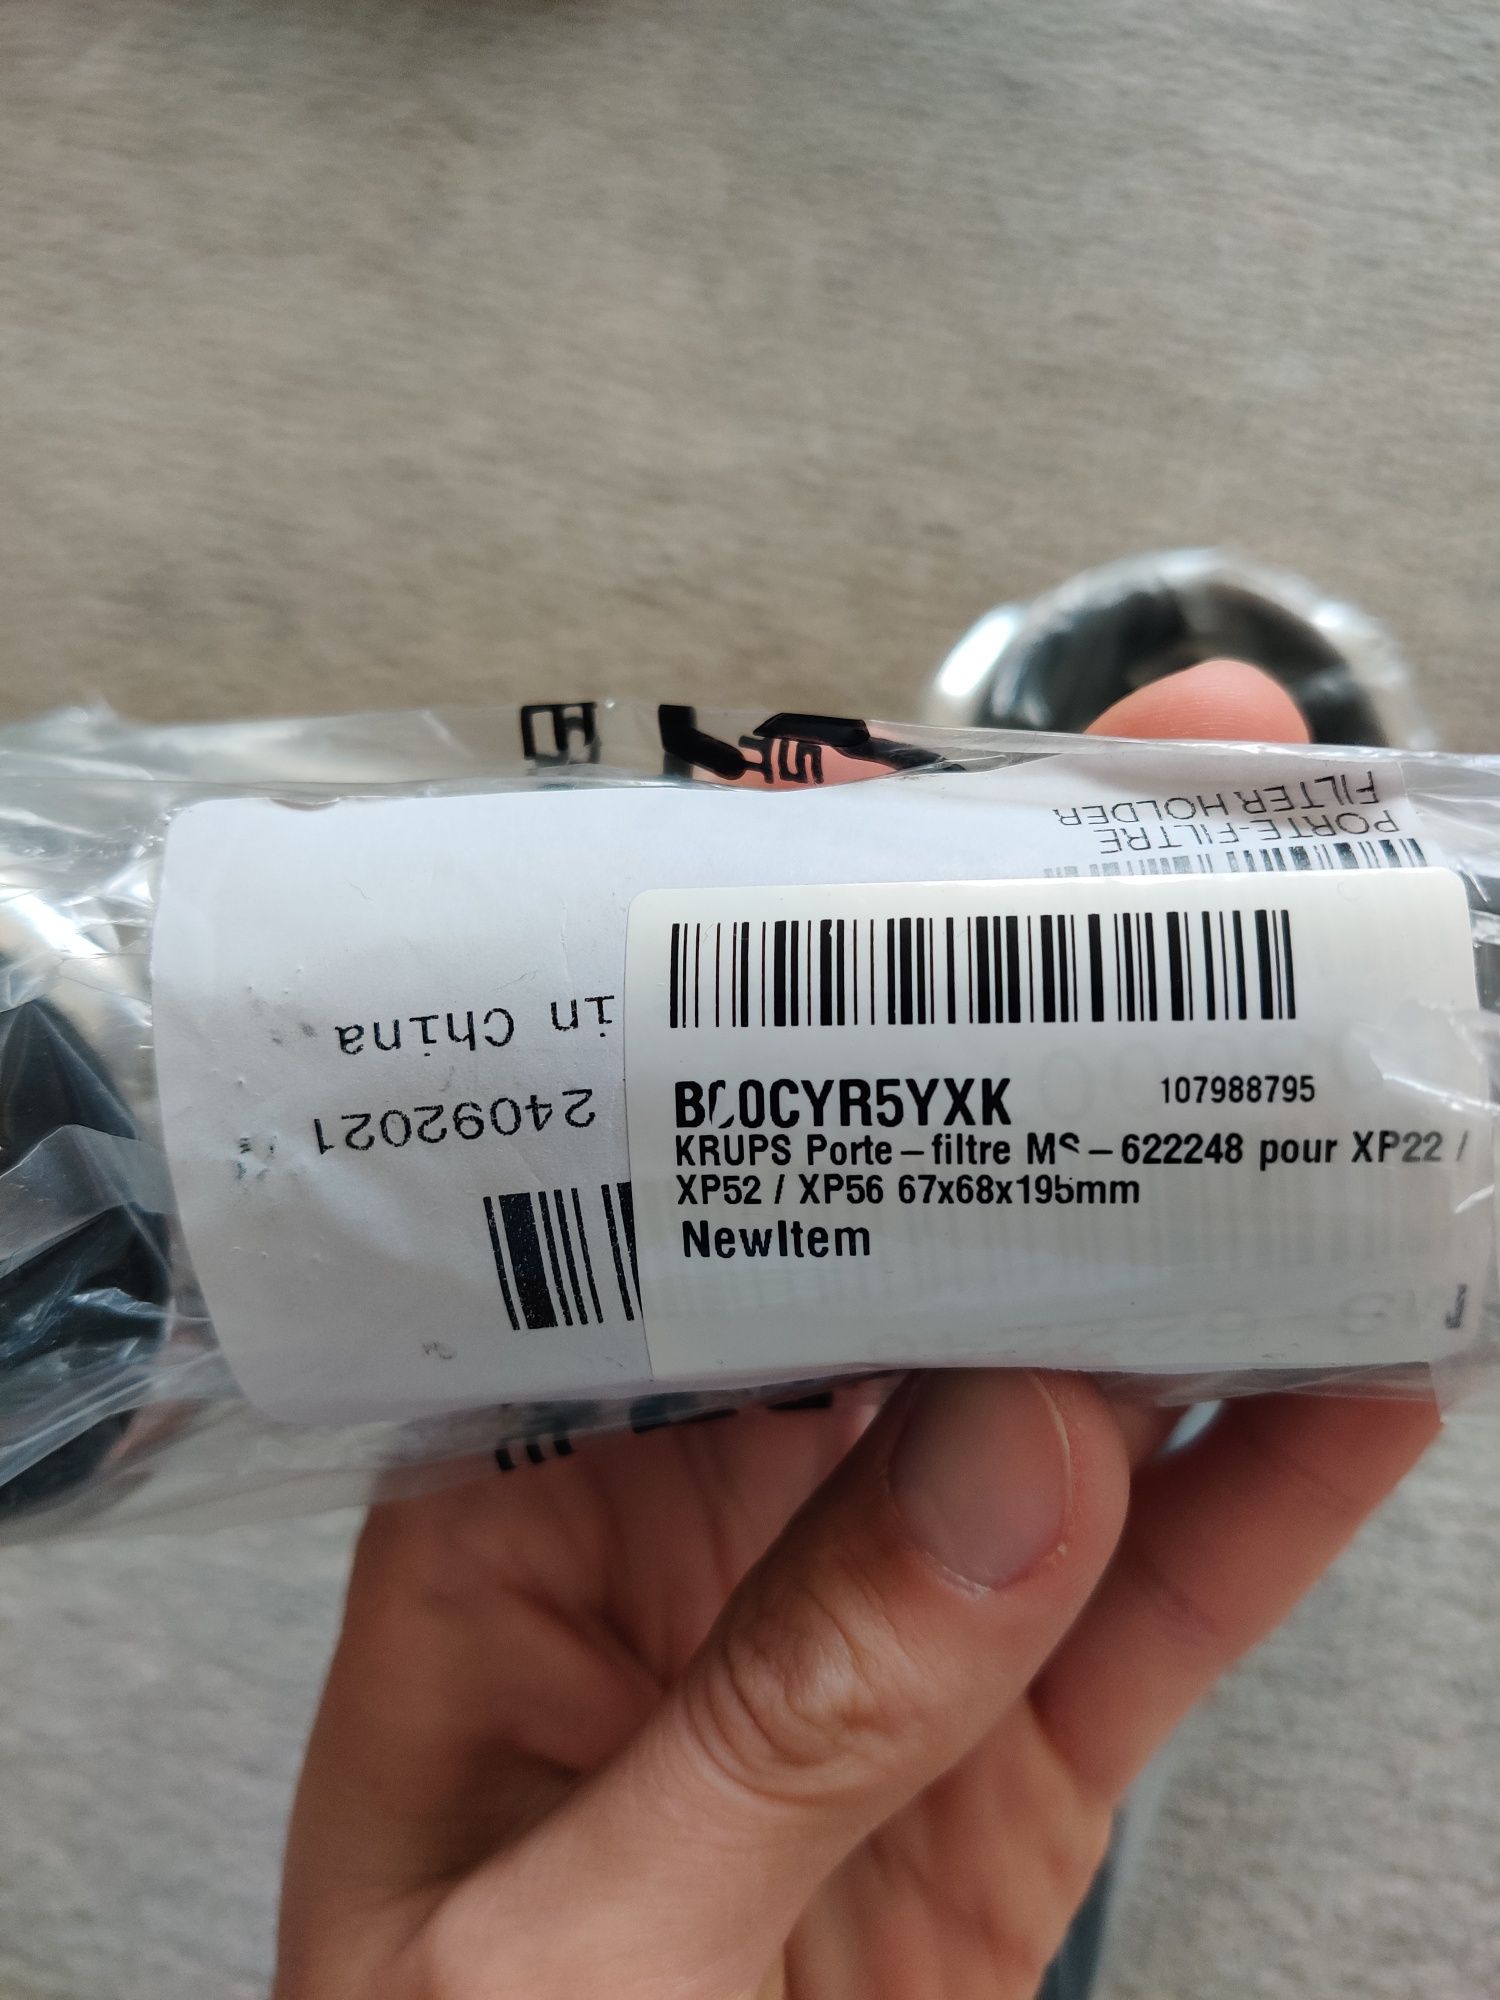 PORTE-FILTRE
FILTER HOLDER
in China
24092021
B00CYR5YXK 107988795
KRUPS Porte-filtre MS-622248 pour XP22 /
XP52 / XP56 67x68x195mm
NewItem